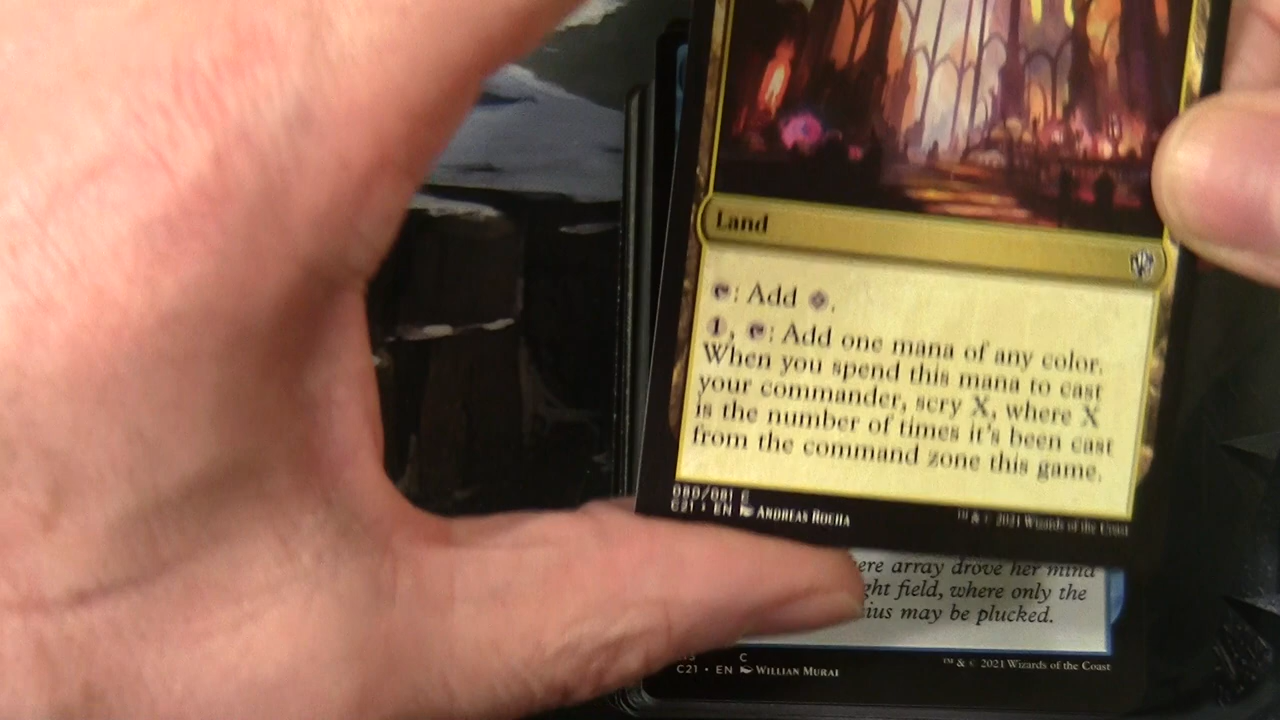 Land
: Add .
1, : Add one mana of any color.
When you spend this mana to cast
your commander, scry X, where X
is the number of times it's been cast
from the command zone this game.
080/081
C21 • EN ANDREAS ROCHA
™ & © 2021 Wizards of the Coast
ere array drove her mind
ght field, where only the
ius may be plucked.
C
C21 • EN WILLIAN MURAI
™ & © 2021 Wizards of the Coast